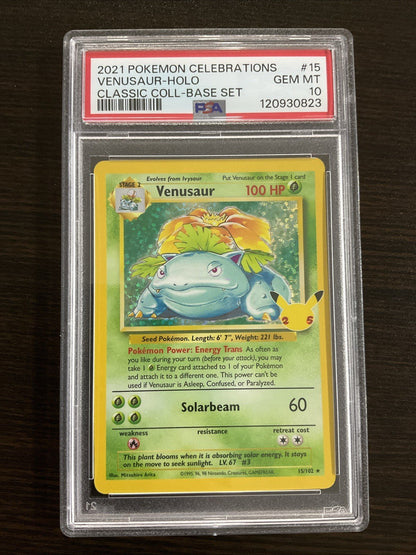 2021 POKEMON CELEBRATIONS #15
VENUSAUR-HOLO GEM MT
CLASSIC COLL-BASE SET 10
PSA 120930823
Evolves from Ivysaur Put Venusaur on the Stage 1 card
STAGE 2
Venusaur 100 HP
25
Seed Pokémon. Length: 6' 7", Weight: 221 lbs.
Pokémon Power: Energy Trans As often as
you like during your turn (before your attack), you may
take 1 Energy card attached to 1 of your Pokémon
and attach it to a different one. This power can't be
used if Venusaur is Asleep, Confused, or Paralyzed.
Solarbeam 60
weakness resistance retreat cost
This plant blooms when it is absorbing solar energy. It stays
on the move to seek sunlight. LV. 67 #3
Illus. Mitsuhiro Arita ©1995, 96, 98 Nintendo, Creatures, GAMEFREAK. 15/102 ★